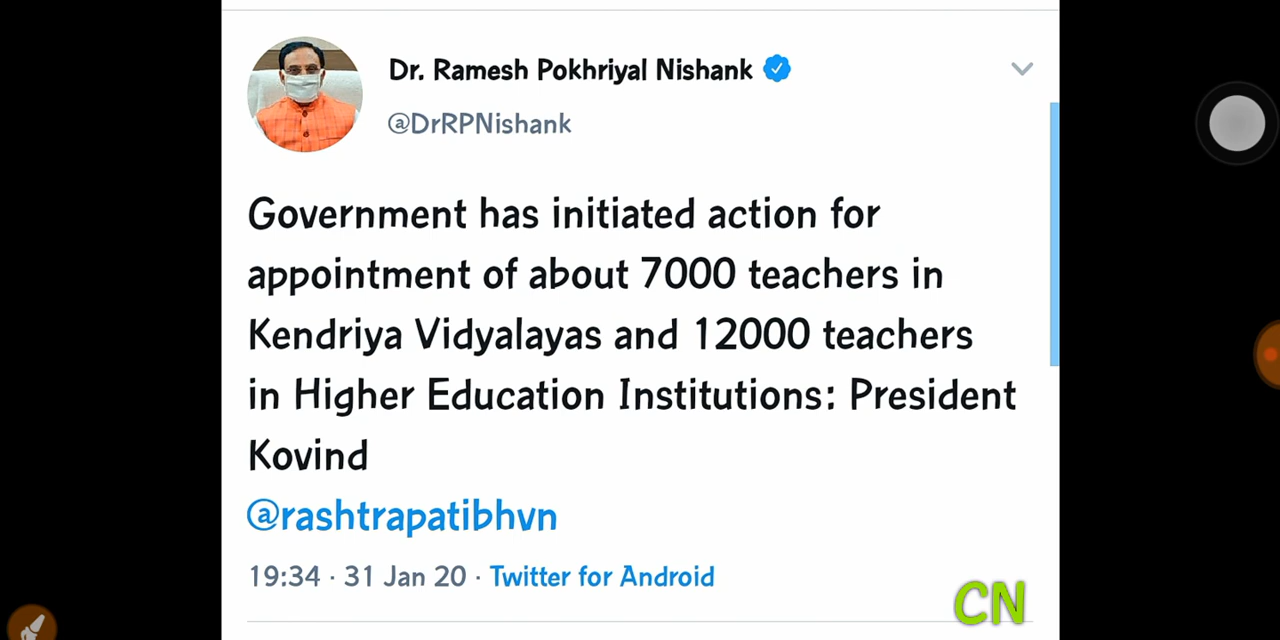 Dr. Ramesh Pokhriyal Nishank
@DrRPNishank
Government has initiated action for
appointment of about 7000 teachers in
Kendriya Vidyalayas and 12000 teachers
in Higher Education Institutions: President
Kovind
@rashtrapatibhvn
19:34 · 31 Jan 20 · Twitter for Android
CN